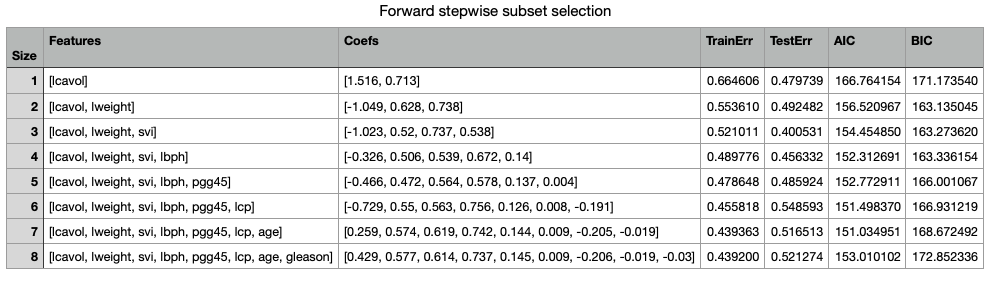 Forward stepwise subset selection
Size Features Coefs TrainErr TestErr AIC BIC
1 [lcavol] [1.516, 0.713] 0.664606 0.479739 166.764154 171.173540
2 [lcavol, lweight] [-1.049, 0.628, 0.738] 0.553610 0.492482 156.520967 163.135045
3 [lcavol, lweight, svi] [-1.023, 0.52, 0.737, 0.538] 0.521011 0.400531 154.454850 163.273620
4 [lcavol, lweight, svi, lbph] [-0.326, 0.506, 0.539, 0.672, 0.14] 0.489776 0.456332 152.312691 163.336154
5 [lcavol, lweight, svi, lbph, pgg45] [-0.466, 0.472, 0.564, 0.578, 0.137, 0.004] 0.478648 0.485924 152.772911 166.001067
6 [lcavol, lweight, svi, lbph, pgg45, lcp] [-0.729, 0.55, 0.563, 0.756, 0.126, 0.008, -0.191] 0.455818 0.548593 151.498370 166.931219
7 [lcavol, lweight, svi, lbph, pgg45, lcp, age] [0.259, 0.574, 0.619, 0.742, 0.144, 0.009, -0.205, -0.019] 0.439363 0.516513 151.034951 168.672492
8 [lcavol, lweight, svi, lbph, pgg45, lcp, age, gleason] [0.429, 0.577, 0.614, 0.737, 0.145, 0.009, -0.206, -0.019, -0.03] 0.439200 0.521274 153.010102 172.852336